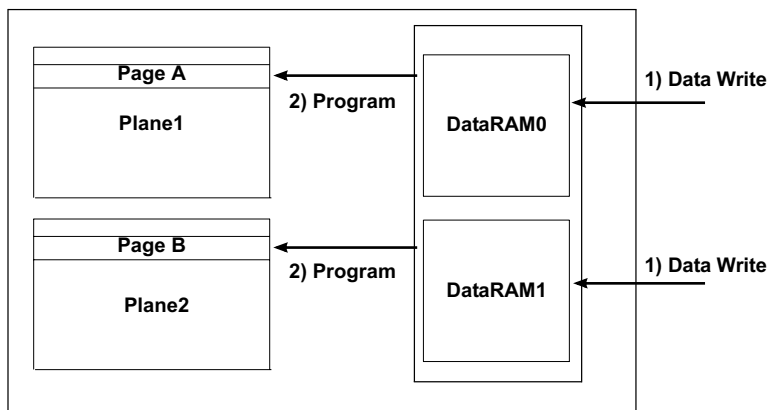 Page A
Plane1
2) Program
DataRAM0
1) Data Write
Page B
Plane2
2) Program
DataRAM1
1) Data Write